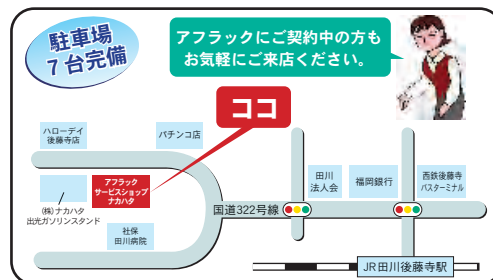 駐車場
7台完備
アフラックにご契約中の方も
お気軽にご来店ください。
ココ
ハローデイ
後藤寺店
パチンコ店
アフラック
サービスショップ
ナカハタ
(株)ナカハタ
出光ガソリンスタンド
社保
田川病院
国道322号線
田川
法人会
福岡銀行
西鉄後藤寺
バスターミナル
JR田川後藤寺駅